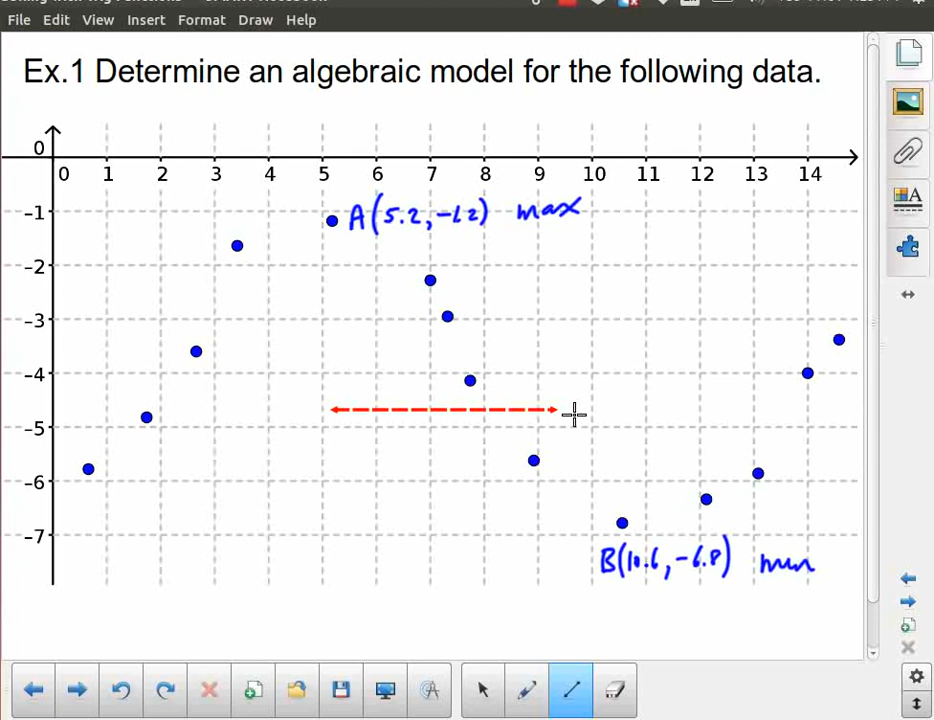 File Edit View Insert Format Draw Help
Ex.1 Determine an algebraic model for the following data.
0
0 1 2 3 4 5 6 7 8 9 10 11 12 13 14
-1
A(5.2, -1.2) max
-2
-3
-4
-5
-6
-7
B(10.6, -6.8) min